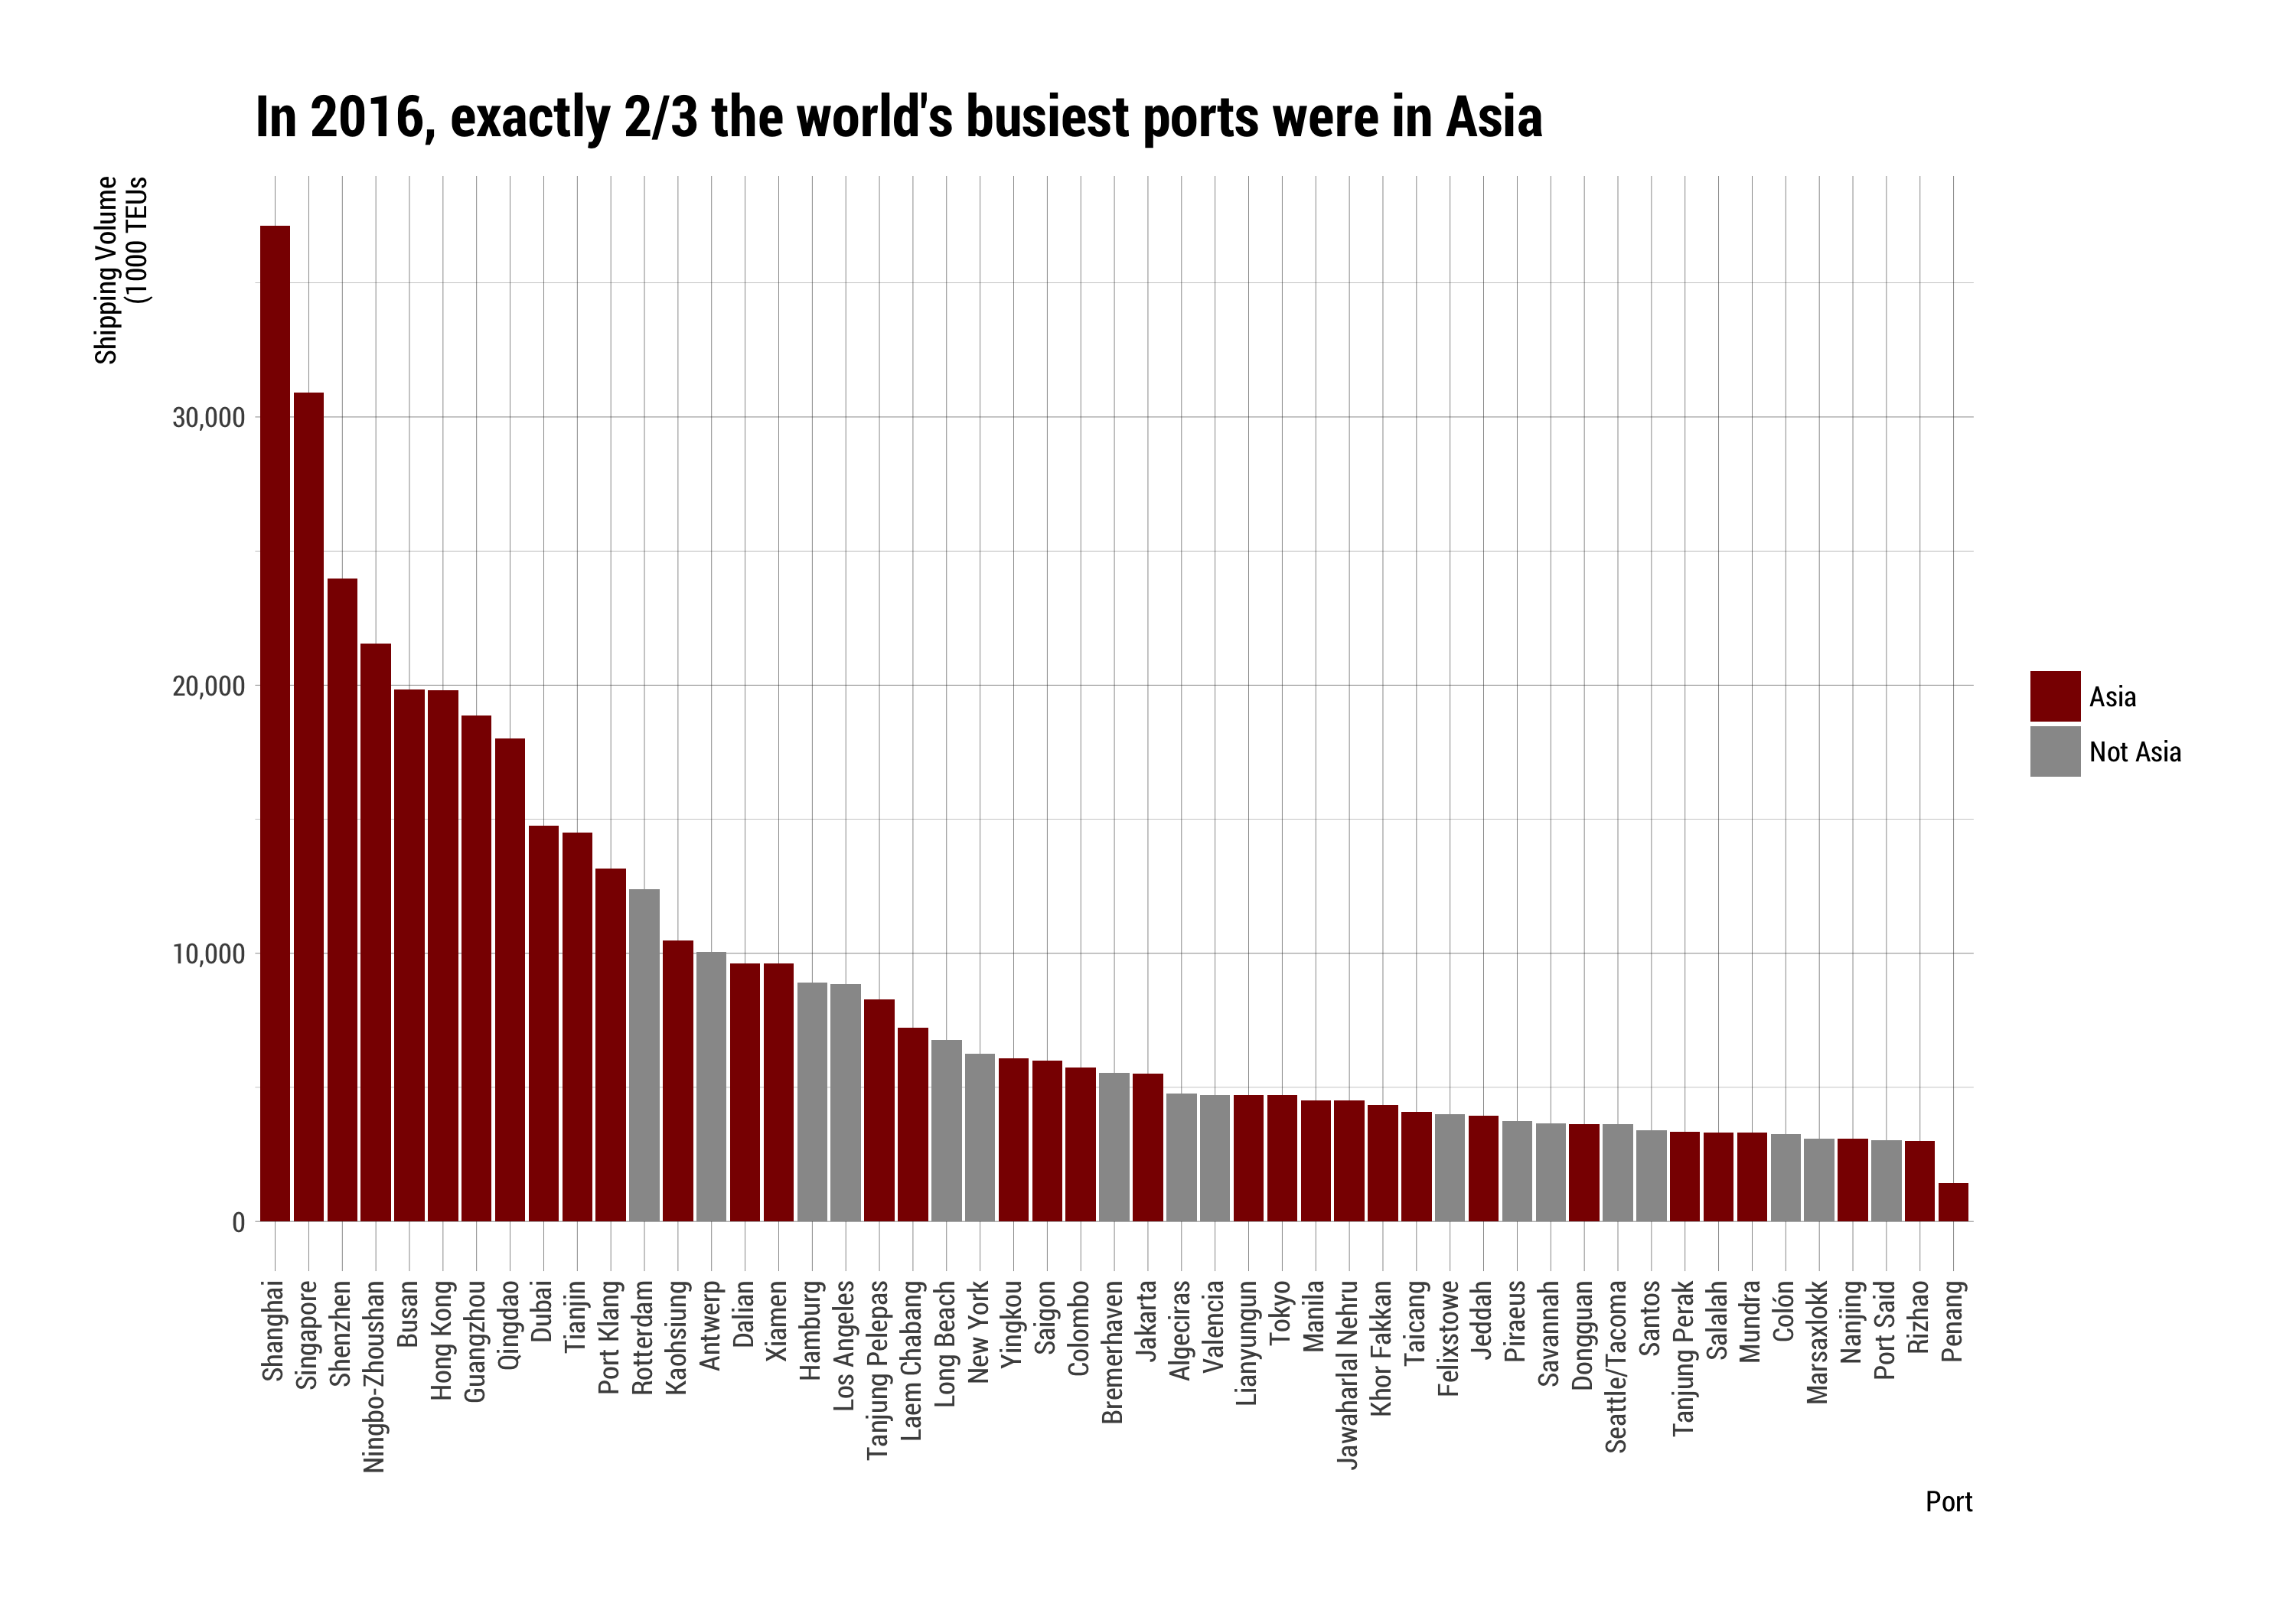 In 2016, exactly 2/3 the world's busiest ports were in Asia
Shipping Volume
(1000 TEUs
30,000
20,000
10,000
0
Asia
Not Asia
Shanghai
Singapore
Shenzhen
Ningbo-Zhoushan
Busan
Hong Kong
Guangzhou
Qingdao
Dubai
Tianjin
Port Klang
Rotterdam
Kaohsiung
Antwerp
Dalian
Xiamen
Hamburg
Los Angeles
Tanjung Pelepas
Laem Chabang
Long Beach
New York
Yingkou
Saigon
Colombo
Bremerhaven
Jakarta
Algeciras
Valencia
Lianyungun
Tokyo
Manila
Jawaharlal Nehru
Khor Fakkan
Taicang
Felixstowe
Jeddah
Piraeus
Savannah
Dongguan
Seattle/Tacoma
Santos
Tanjung Perak
Salalah
Mundra
Colón
Marsaxlokk
Nanjing
Port Said
Rizhao
Penang
Port